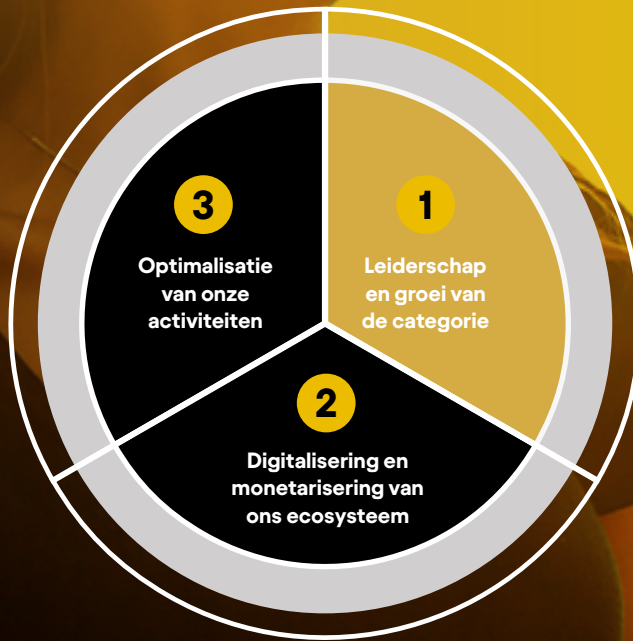 1
Leiderschap
en groei van
de categorie
2
Digitalisering en
monetarisering van
ons ecosysteem
3
Optimalisatie
van onze
activiteiten